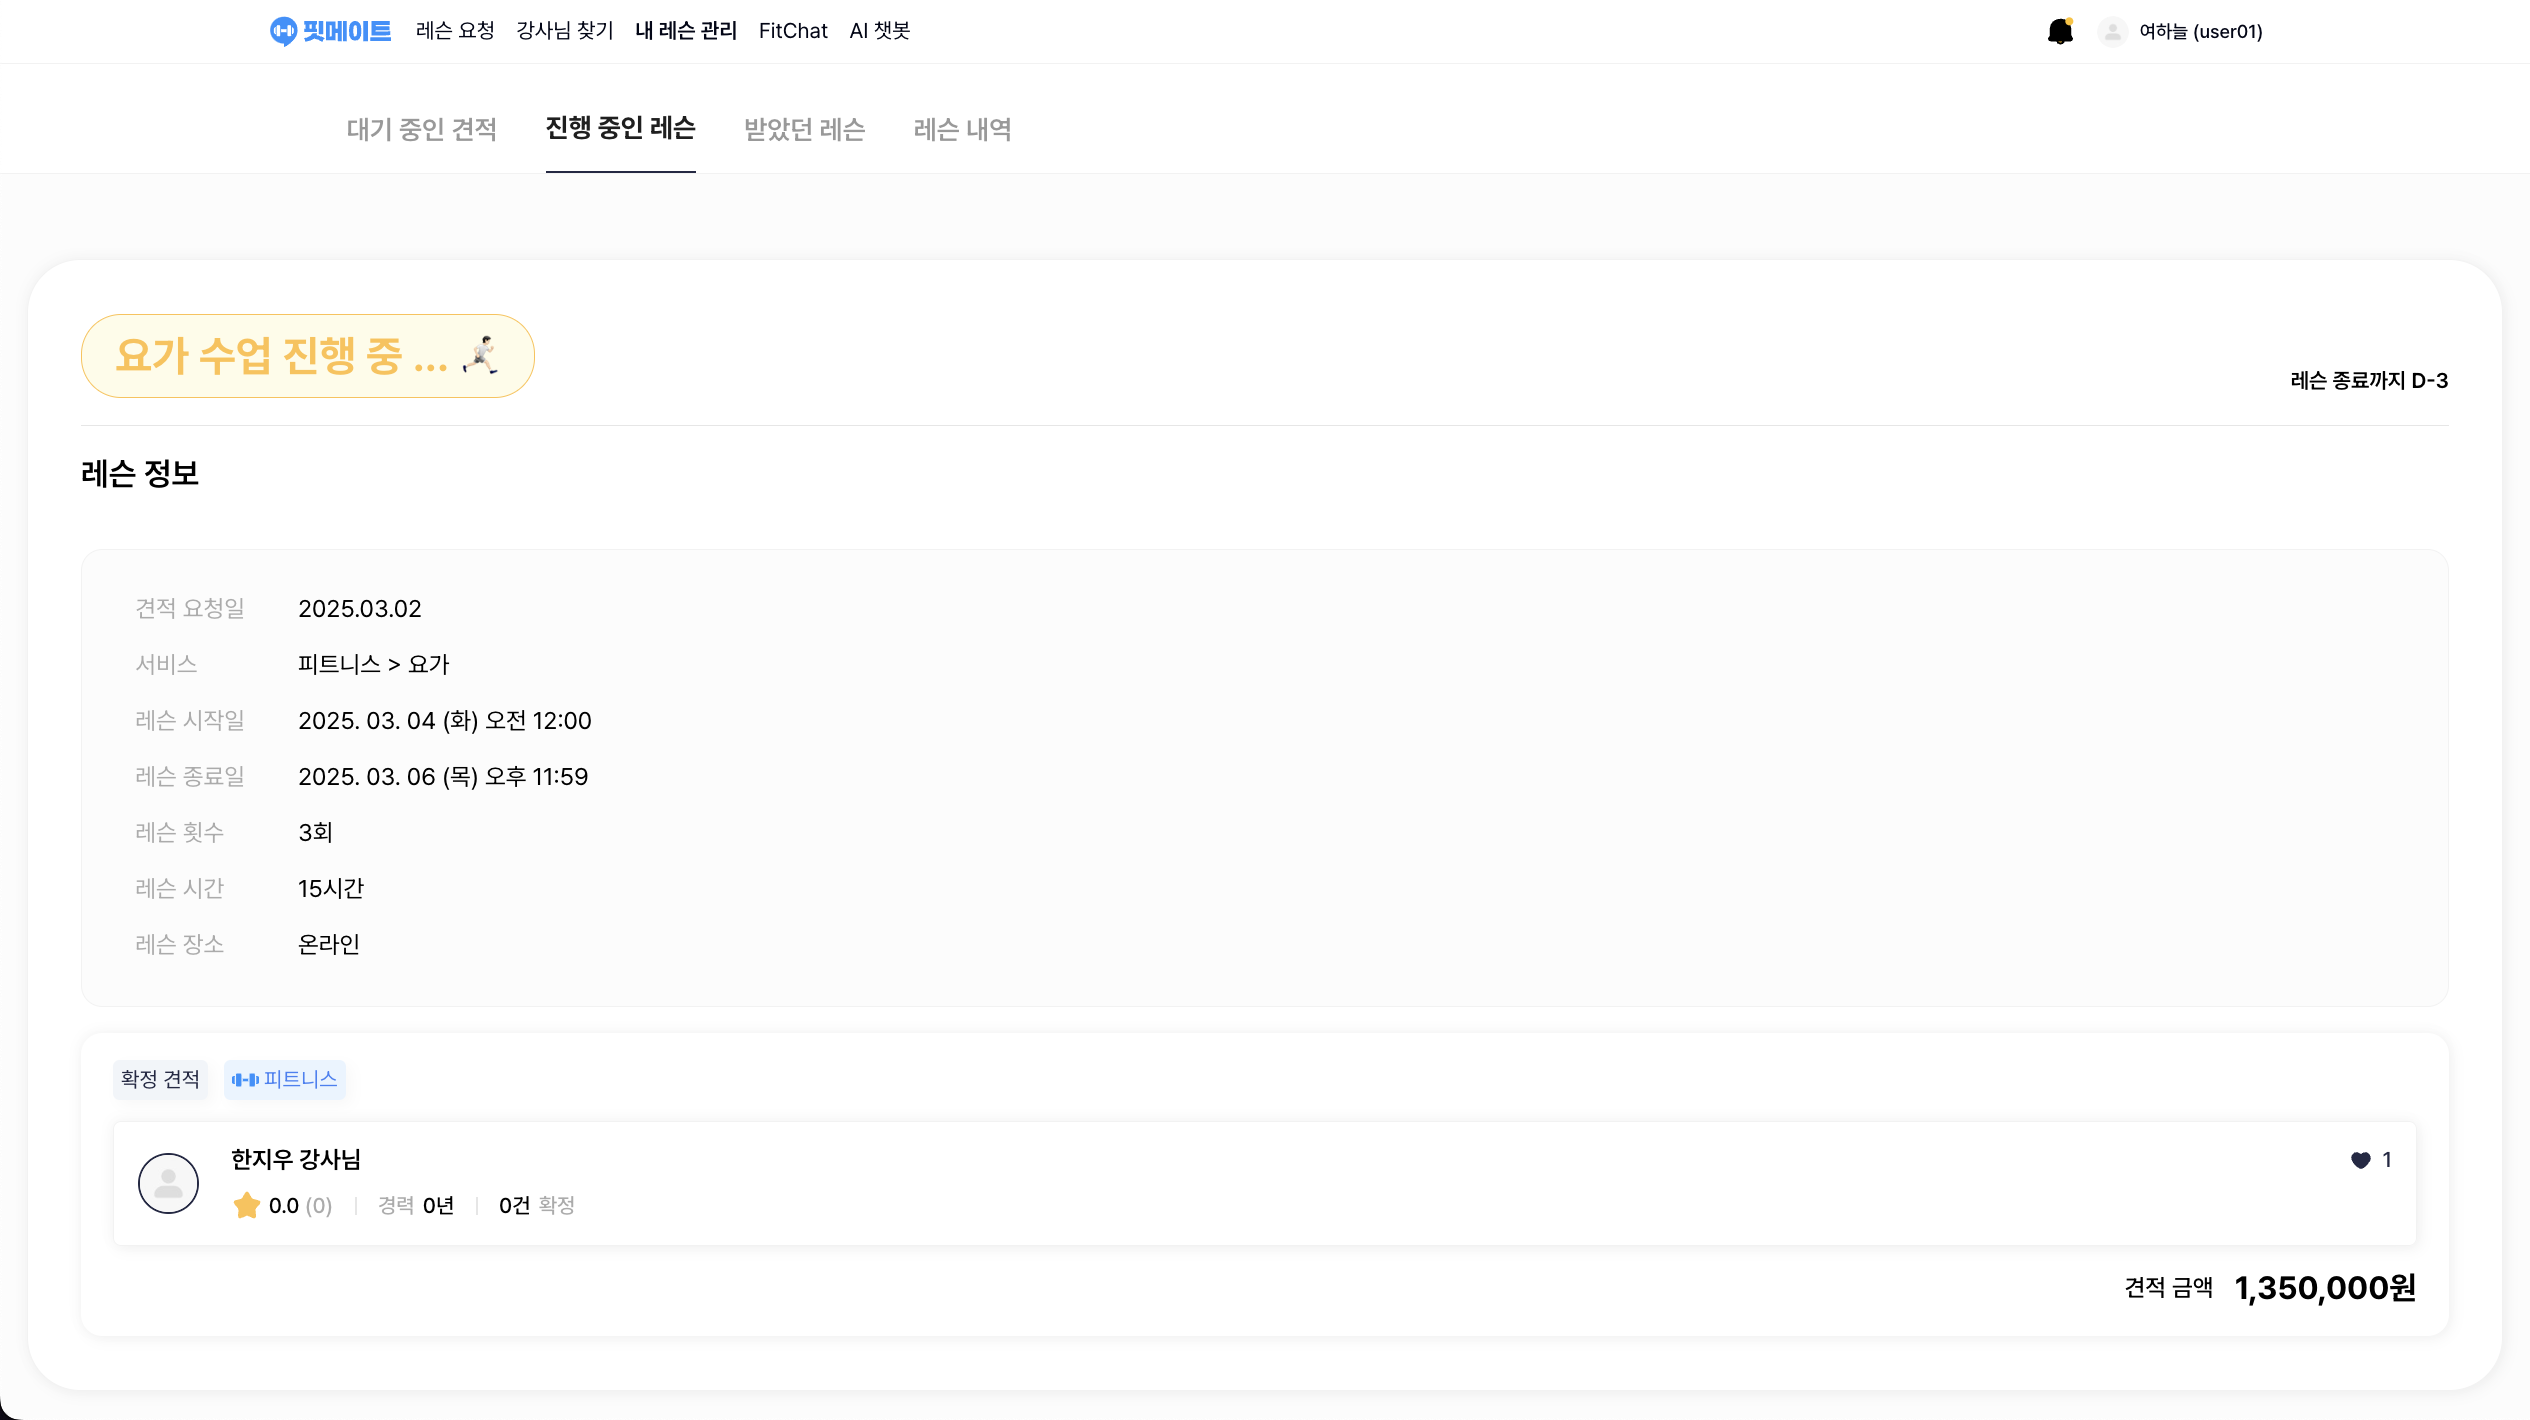 핏메이트 레슨 요청 강사님 찾기 내 레슨 관리 FitChat AI 챗봇 여하늘 (user01)
대기 중인 견적 진행 중인 레슨 받았던 레슨 레슨 내역
요가 수업 진행 중 ... 🏃🏻
레슨 종료까지 D-3
레슨 정보
견적 요청일 2025.03.02
서비스 피트니스 > 요가
레슨 시작일 2025. 03. 04 (화) 오전 12:00
레슨 종료일 2025. 03. 06 (목) 오후 11:59
레슨 횟수 3회
레슨 시간 15시간
레슨 장소 온라인
확정 견적 피트니스
한지우 강사님 1
0.0 (0) 경력 0년 0건 확정
견적 금액 1,350,000원